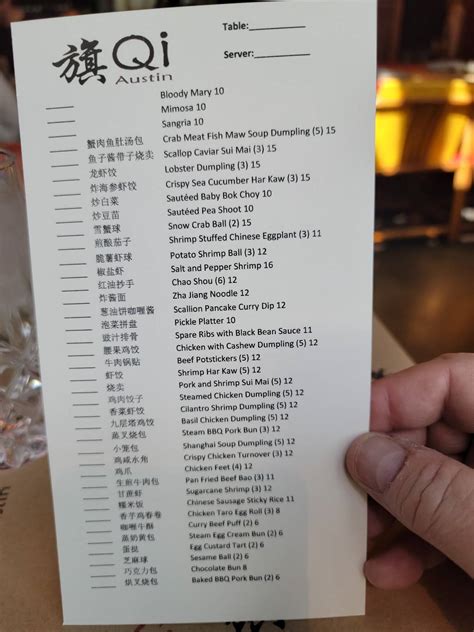 Table:
旗 Qi
Austin
Server:
Bloody Mary 10
Mimosa 10
Sangria 10
蟹肉鱼肚汤包 Crab Meat Fish Maw Soup Dumpling (5) 15
鱼子酱带子烧卖 Scallop Caviar Sui Mai (3) 15
龙虾饺 Lobster Dumpling (3) 15
炸海参虾饺 Crispy Sea Cucumber Har Kaw (3) 15
炒白菜 Sautéed Baby Bok Choy 10
炒豆苗 Sautéed Pea Shoot 10
雪蟹球 Snow Crab Ball (2) 15
煎酿茄子 Shrimp Stuffed Chinese Eggplant (3) 11
脆薯虾球 Potato Shrimp Ball (3) 12
椒盐虾 Salt and Pepper Shrimp 16
红油抄手 Chao Shou (6) 12
炸酱面 Zha Jiang Noodle 12
葱油饼咖喱酱 Scallion Pancake Curry Dip 12
泡菜拼盘 Pickle Platter 10
豉汁排骨 Spare Ribs with Black Bean Sauce 11
腰果鸡饺 Chicken with Cashew Dumpling (5) 12
牛肉锅贴 Beef Potstickers (5) 12
虾饺 Shrimp Har Kaw (5) 12
烧卖 Pork and Shrimp Sui Mai (5) 12
鸡肉饺子 Steamed Chicken Dumpling (5) 12
香菜虾饺 Cilantro Shrimp Dumpling (5) 12
九层塔鸡饺 Basil Chicken Dumpling (5) 12
蒸叉烧包 Steam BBQ Pork Bun (3) 12
小笼包 Shanghai Soup Dumpling (5) 12
鸡咸水角 Crispy Chicken Turnover (3) 12
鸡爪 Chicken Feet (4) 12
生煎牛肉包 Pan Fried Beef Bao (3) 11
甘蔗虾 Sugarcane Shrimp (3) 12
糯米饭 Chinese Sausage Sticky Rice 11
香芋鸡春卷 Chicken Taro Egg Roll (3) 8
咖喱牛酥 Curry Beef Puff (2) 6
蒸奶黄包 Steam Egg Cream Bun (2) 6
蛋挞 Egg Custard Tart (2) 6
芝麻球 Sesame Ball (2) 6
巧克力包 Chocolate Bun 8
烘叉烧包 Baked BBQ Pork Bun (2) 6